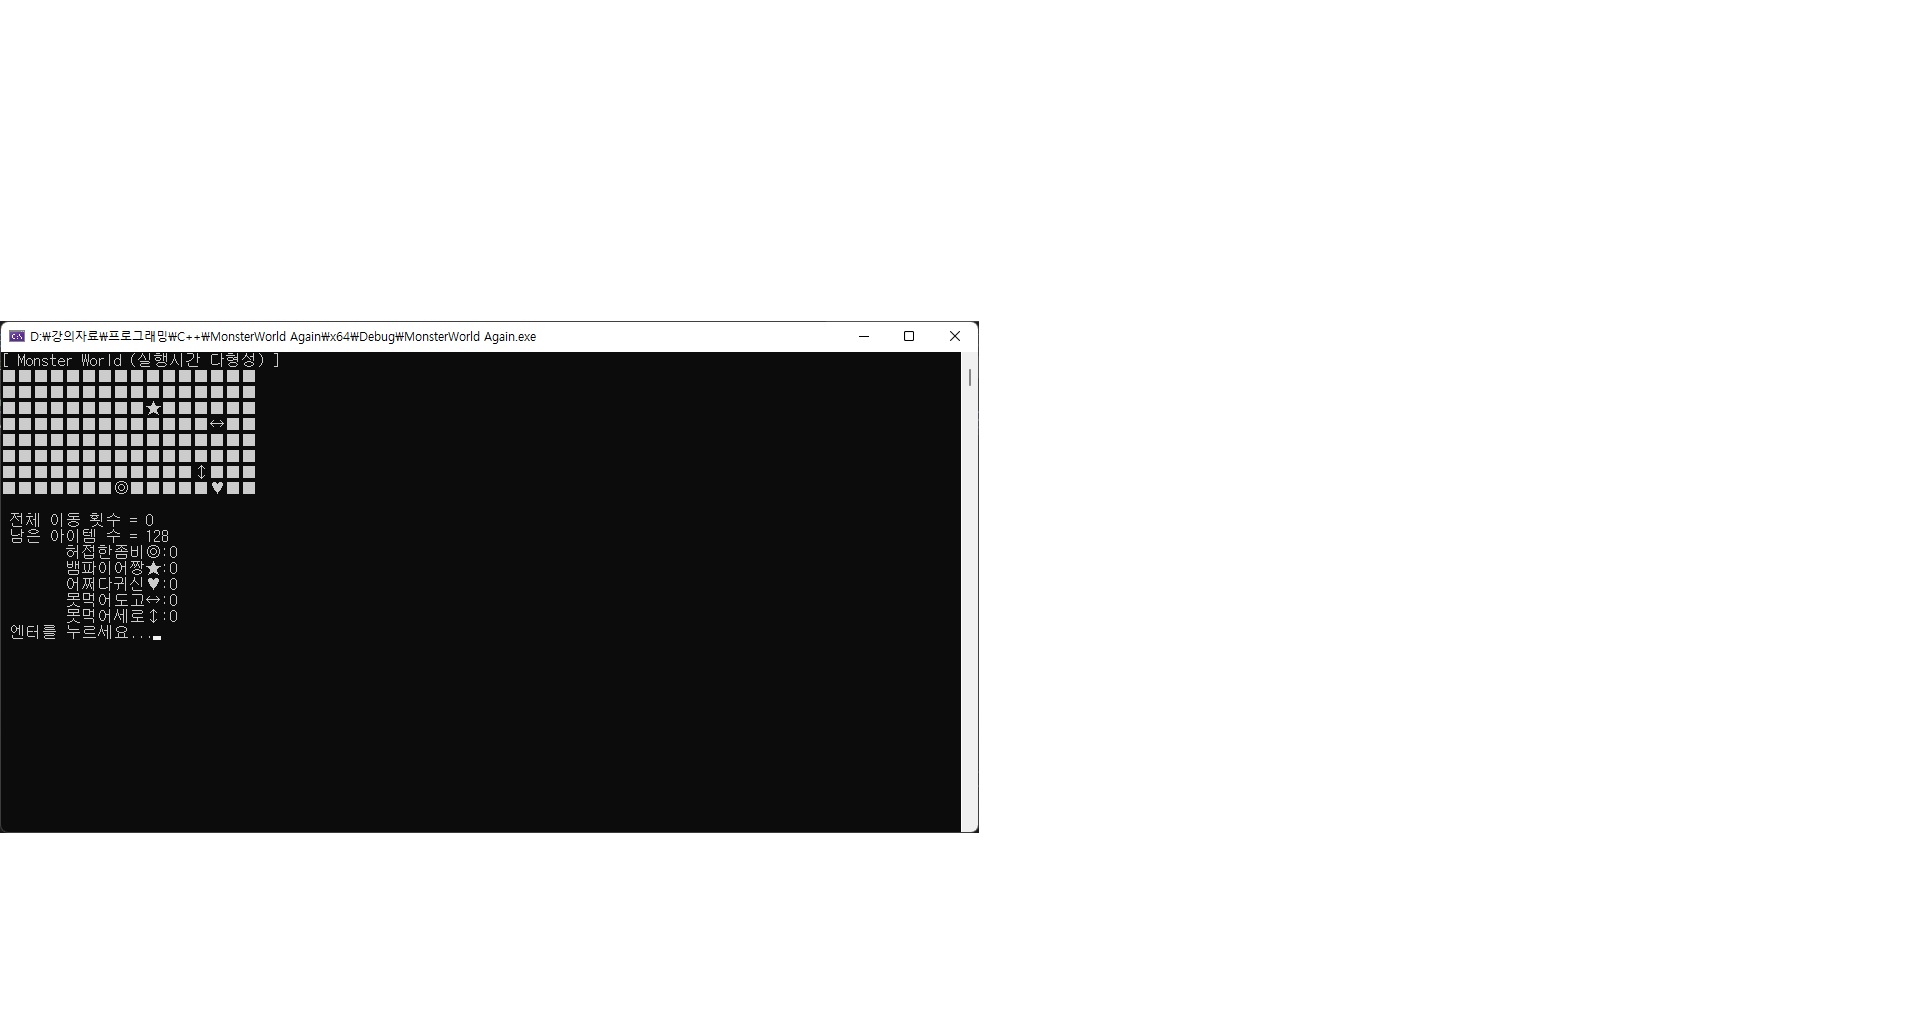 D:₩강의자료₩프로그래밍₩C++₩MonsterWorld Again₩x64₩Debug₩MonsterWorld Again.exe
[ Monster World (실행시간 다형성) ]
■■■■■■■■■■■■■■■■
■■■■■■■■■■■■■■■■
■■■■■■■■■★■■■■■■
■■■■■■■■■■■■■↔■■
■■■■■■■■■■■■■■■■
■■■■■■■■■■■■■■■■
■■■■■■■■■■■■↕■■■
■■■■■■■◎■■■■■♥■■
전체 이동 횟수 = 0
남은 아이템 수 = 128
허접한좀비◎:0
뱀파이어짱★:0
어쩌다귀신♥:0
못먹어도고↔:0
못먹어세로↕:0
엔터를 누르세요...